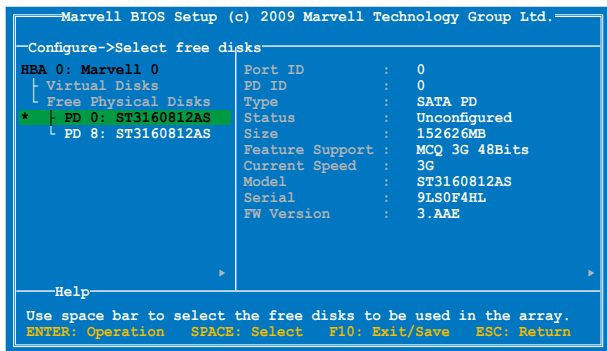 Marvell BIOS Setup (c) 2009 Marvell Technology Group Ltd.
Configure->Select free disks
HBA 0: Marvell 0
Virtual Disks
Free Physical Disks
* PD 0: ST3160812AS
PD 8: ST3160812AS
Port ID : 0
PD ID : 0
Type : SATA PD
Status : Unconfigured
Size : 152626MB
Feature Support : MCQ 3G 48Bits
Current Speed : 3G
Model : ST3160812AS
Serial : 9LS0F4HL
FW Version : 3.AAE
Help
Use space bar to select the free disks to be used in the array.
ENTER: Operation SPACE: Select F10: Exit/Save ESC: Return